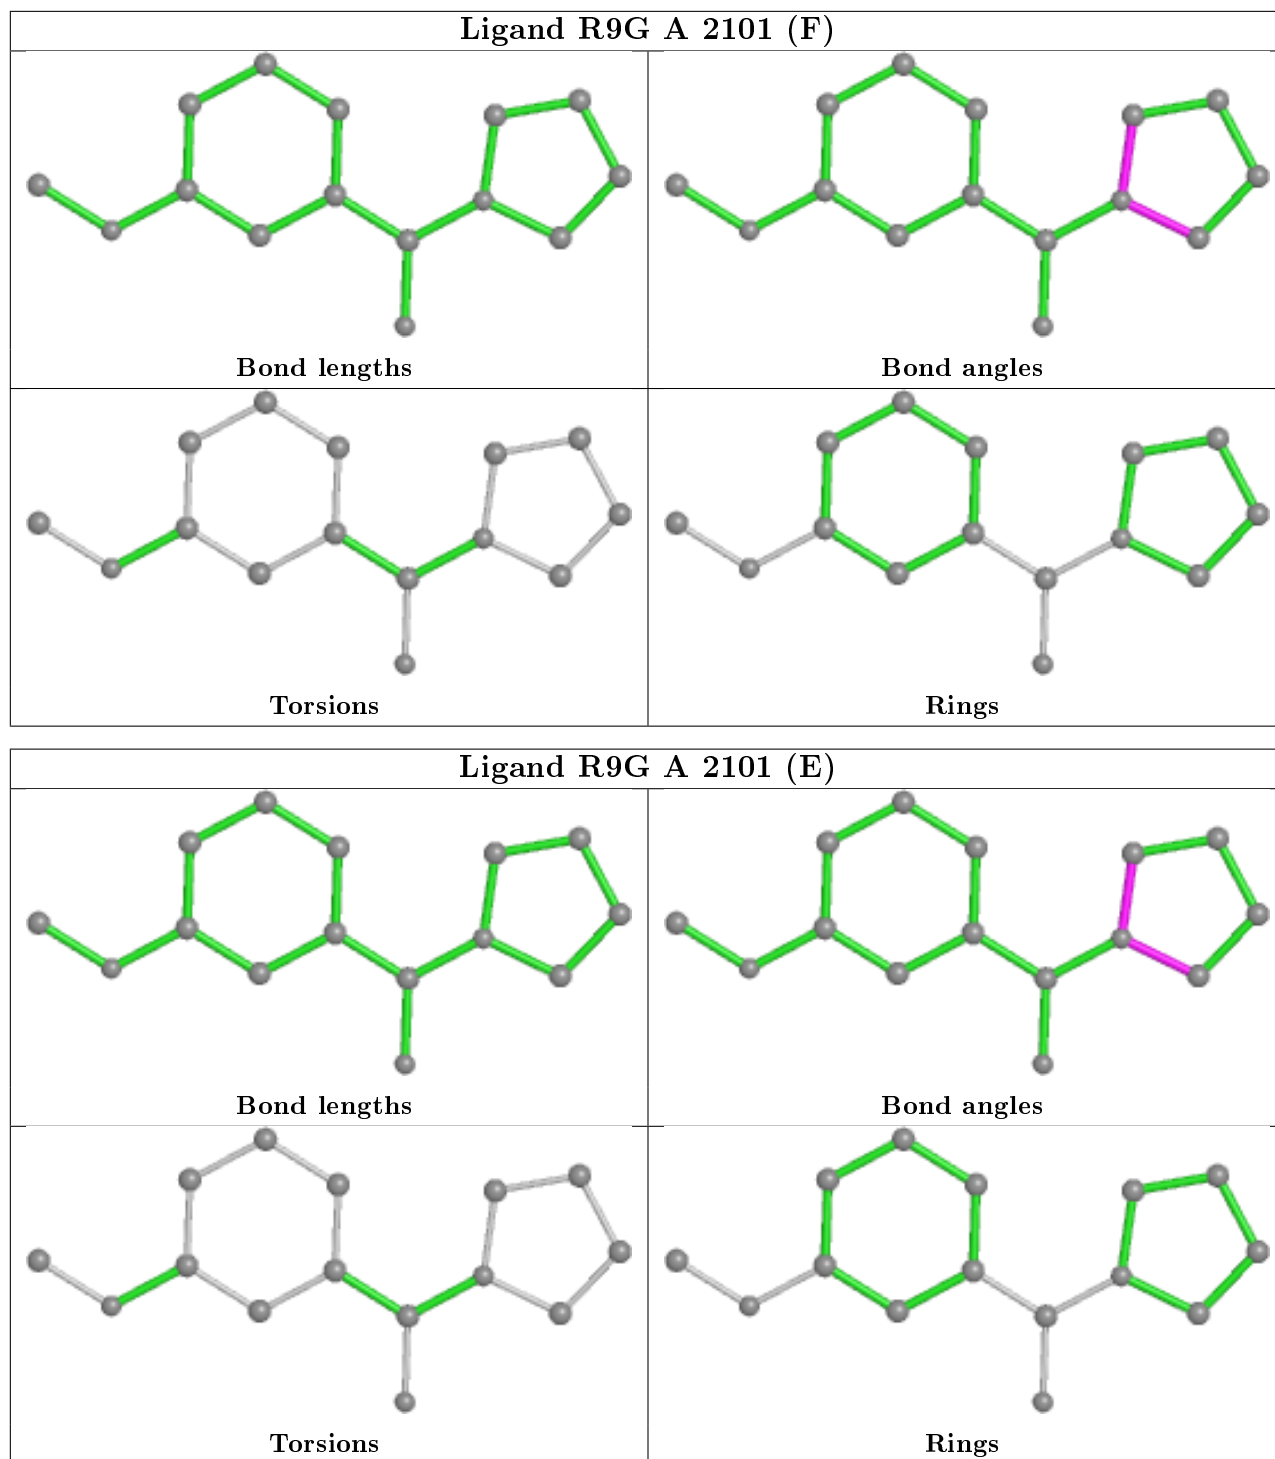 Ligand R9G A 2101 (F)
Bond lengths
Bond angles
Torsions
Rings
Ligand R9G A 2101 (E)
Bond lengths
Bond angles
Torsions
Rings